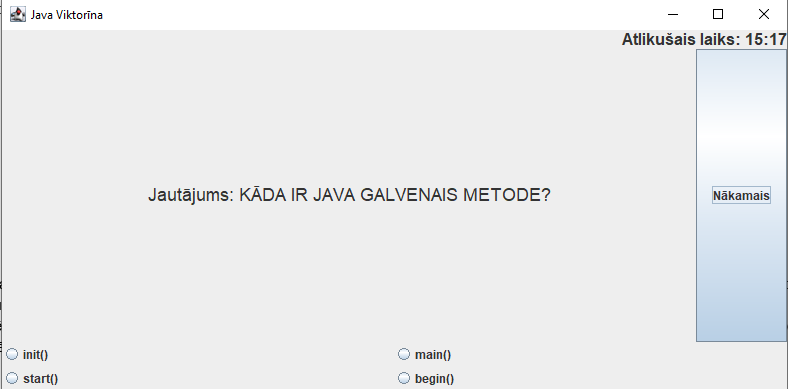 Java Viktorīna
Atlikušais laiks: 15:17
Jautājums: KĀDA IR JAVA GALVENAIS METODE?
Nākamais
init()
main()
start()
begin()